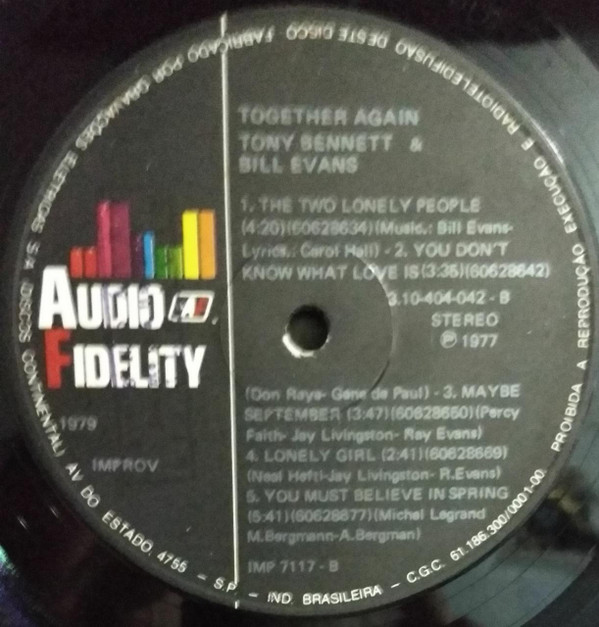 TOGETHER AGAIN
TONY BENNETT &
BILL EVANS
1. THE TWO LONELY PEOPLE
(4:20)(60628634)(Music.: Bill Evans-
Lyrics.: Carol Hall) - 2. YOU DON'T
KNOW WHAT LOVE IS(3:35)(60628642)
3.10-404-042 - B
STEREO
Ⓟ 1977
AUDIO AF
FIDELITY
1979
IMPROV
(Don Raye- Gene de Paul) - 3. MAYBE
SEPTEMBER (3:47)(60628650)(Percy
Faith- Jay Livingston- Ray Evans)
4. LONELY GIRL (2:41)(60628669)
(Neal Hefti-Jay Livingston- R.Evans)
5. YOU MUST BELIEVE IN SPRING
(5:41)(60628677)(Michel Legrand
M.Bergmann-A.Bergman)
IMP 7117 - B
FABRICADO POR GRAVAÇÕES ELÉTRICAS S/A (DISCOS CONTINENTAL) AV DO ESTADO 4755 - S.P. - IND. BRASILEIRA - C.G.C. 61.186.300/0001-00. PROIBIDA A REPRODUÇÃO EXECUÇÃO E RADIOTELEDIFUSÃO DESTE DISCO